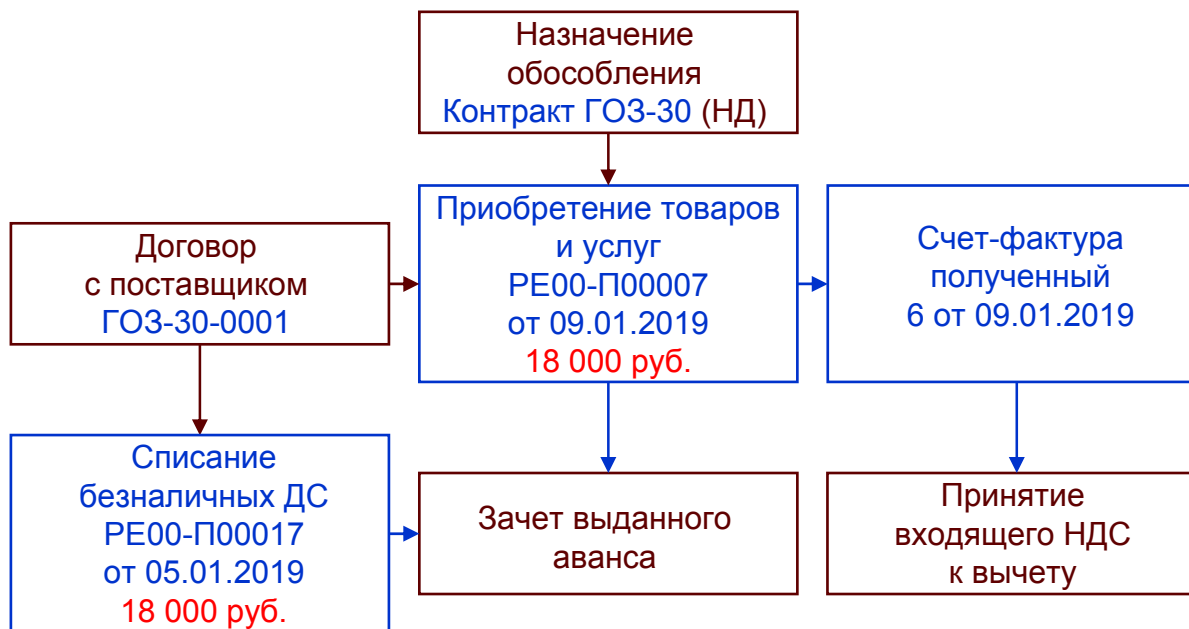 Назначение
обособления
Контракт ГОЗ-30 (НД)
Договор
с поставщиком
ГОЗ-30-0001
Приобретение товаров
и услуг
РЕ00-П00007
от 09.01.2019
18 000 руб.
Счет-фактура
полученный
6 от 09.01.2019
Списание
безналичных ДС
РЕ00-П00017
от 05.01.2019
18 000 руб.
Зачет выданного
аванса
Принятие
входящего НДС
к вычету